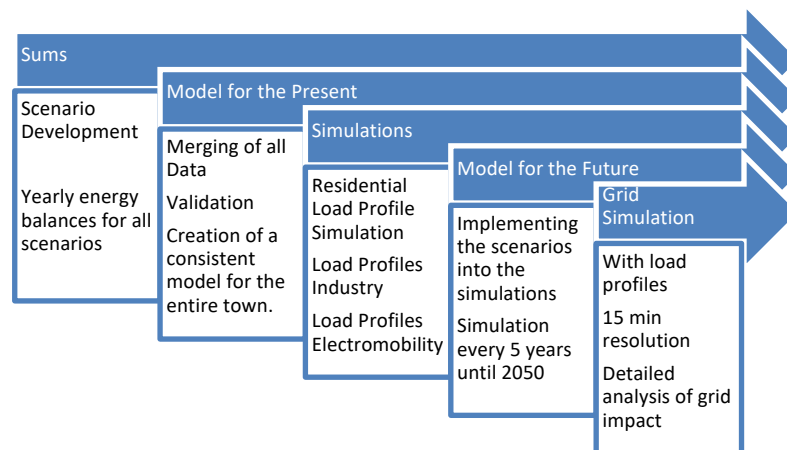 Sums
Scenario
Development
Yearly energy
balances for all
scenarios
Model for the Present
Merging of all
Data
Validation
Creation of a
consistent
model for the
entire town.
Simulations
Residential
Load Profile
Simulation
Load Profiles
Industry
Load Profiles
Electromobility
Model for the Future
Implementing
the scenarios
into the
simulations
Simulation
every 5 years
until 2050
Grid
Simulation
With load
profiles
15 min
resolution
Detailed
analysis of grid
impact